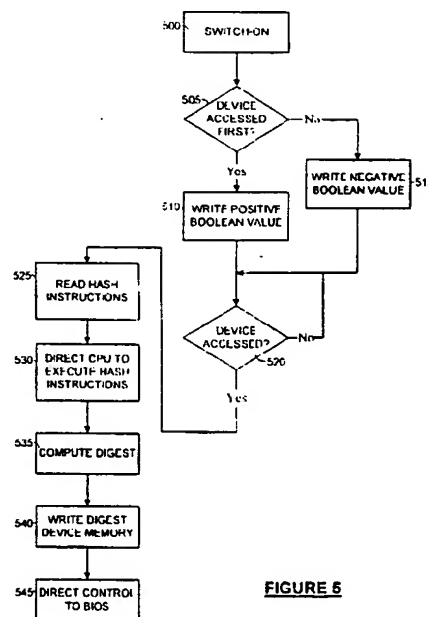 500
SWITCH-ON
505
DEVICE
ACCESSED
FIRST?
No
Yes
510
WRITE POSITIVE
BOOLEAN VALUE
WRITE NEGATIVE
BOOLEAN VALUE
51
525
READ HASH
INSTRUCTIONS
DEVICE
ACCESSED?
520
No
Yes
530
DIRECT CPU TO
EXECUTE HASH
INSTRUCTIONS
535
COMPUTE DIGEST
540
WRITE DIGEST
DEVICE MEMORY
545
DIRECT CONTROL
TO BIOS
FIGURE 5